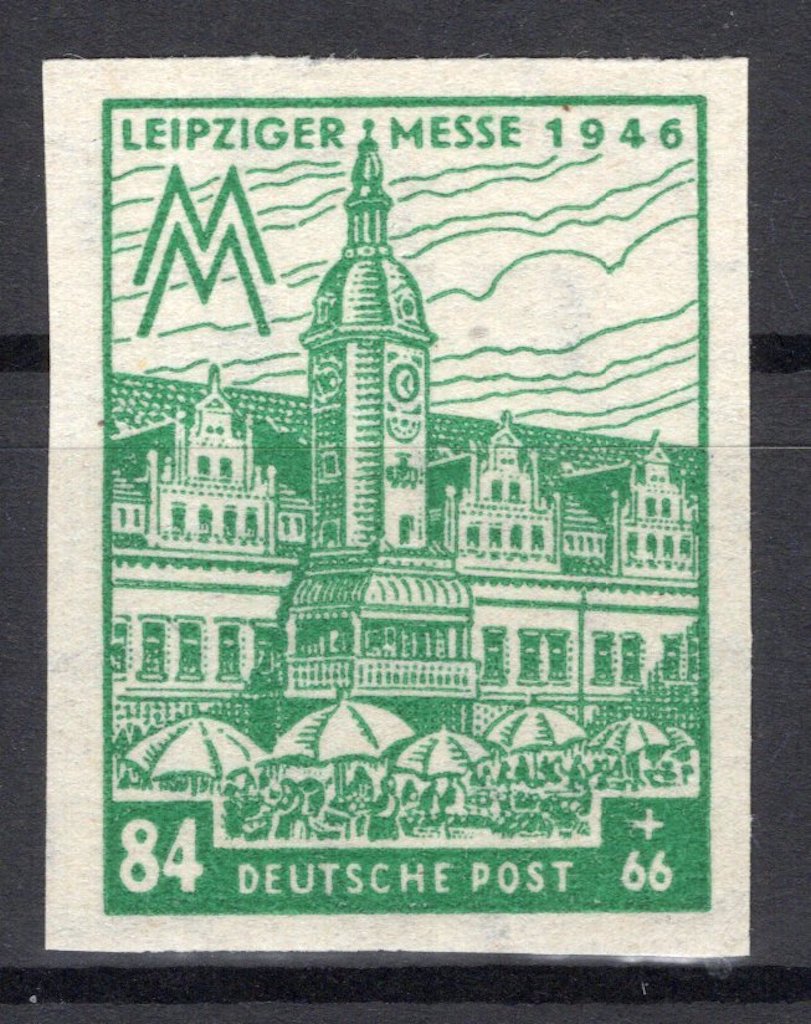 LEIPZIGER MESSE 1946
MM
84 DEUTSCHE POST + 66